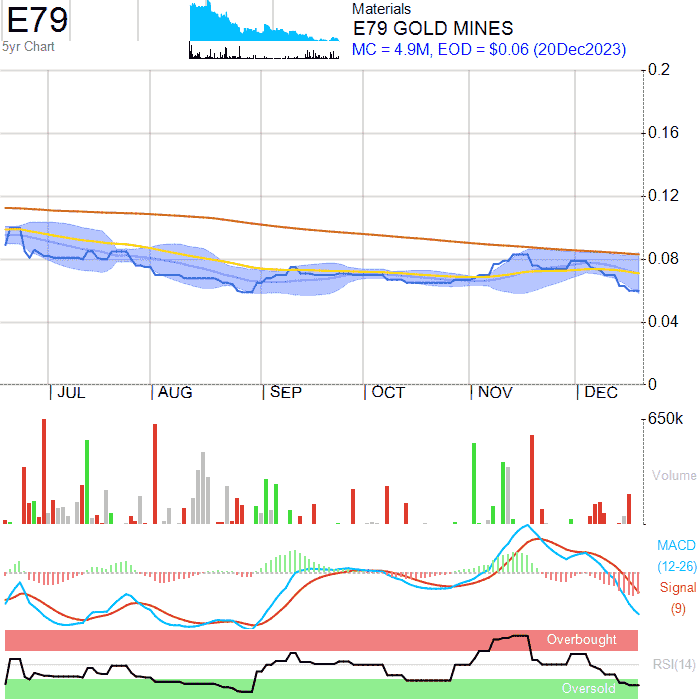 E79
5yr Chart
Materials
E79 GOLD MINES
MC = 4.9M, EOD = $0.06 (20Dec2023)
0.2
0.16
0.12
0.08
0.04
0
JUL AUG SEP OCT NOV DEC
650k
Volume
MACD
(12-26)
Signal
(9)
Overbought
RSI(14)
Oversold